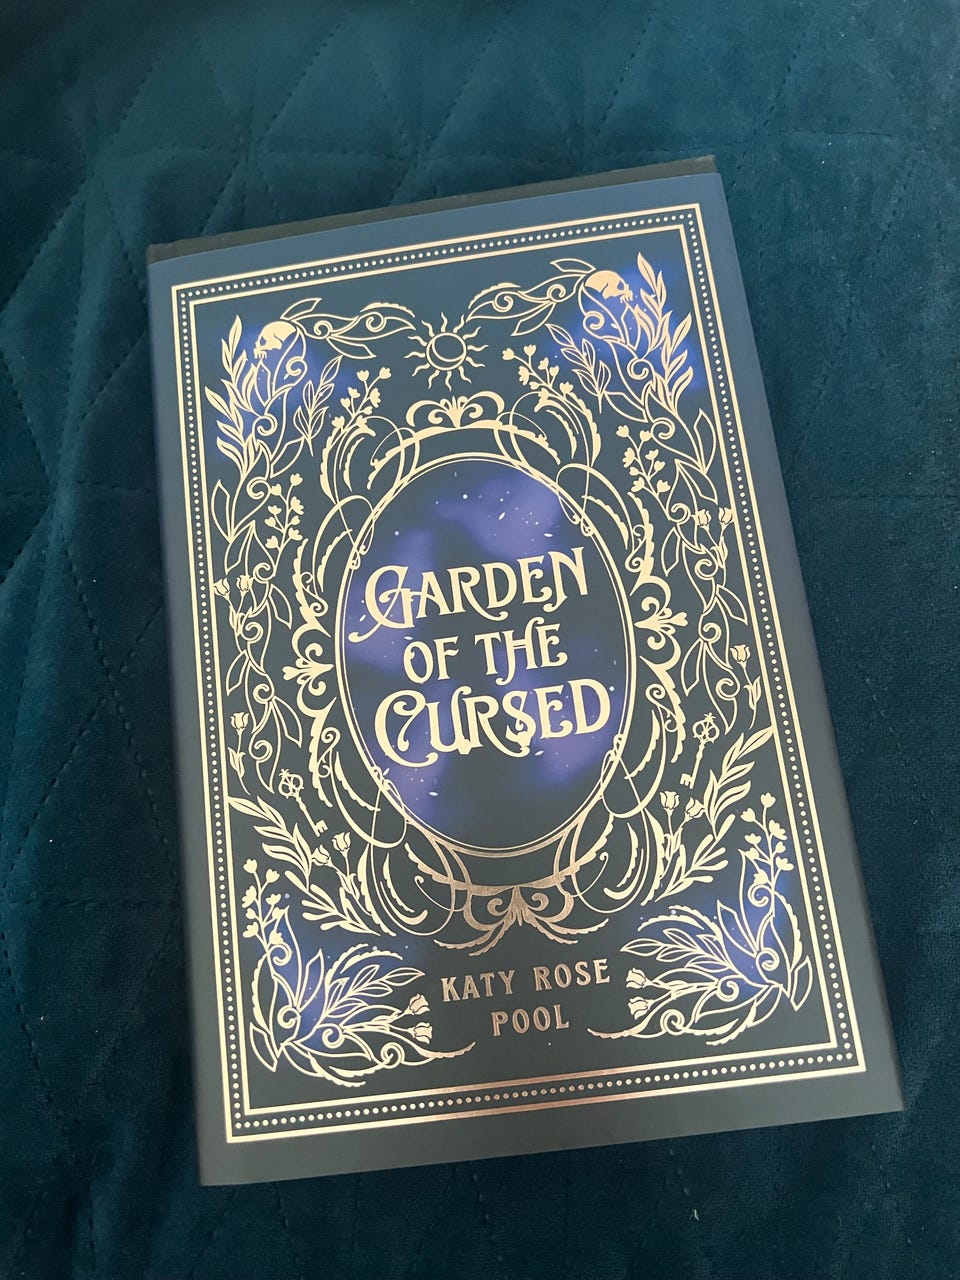 GARDEN
OF THE
CURSED
KATY ROSE
POOL